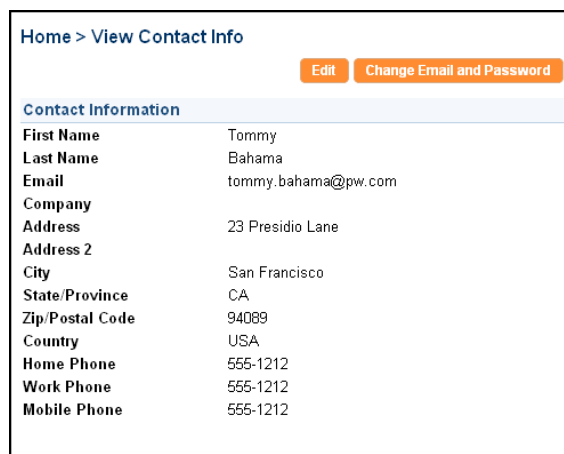 Home > View Contact Info
Edit Change Email and Password
Contact Information
First Name Tommy
Last Name Bahama
Email tommy.bahama@pw.com
Company
Address 23 Presidio Lane
Address 2
City San Francisco
State/Province CA
Zip/Postal Code 94089
Country USA
Home Phone 555-1212
Work Phone 555-1212
Mobile Phone 555-1212